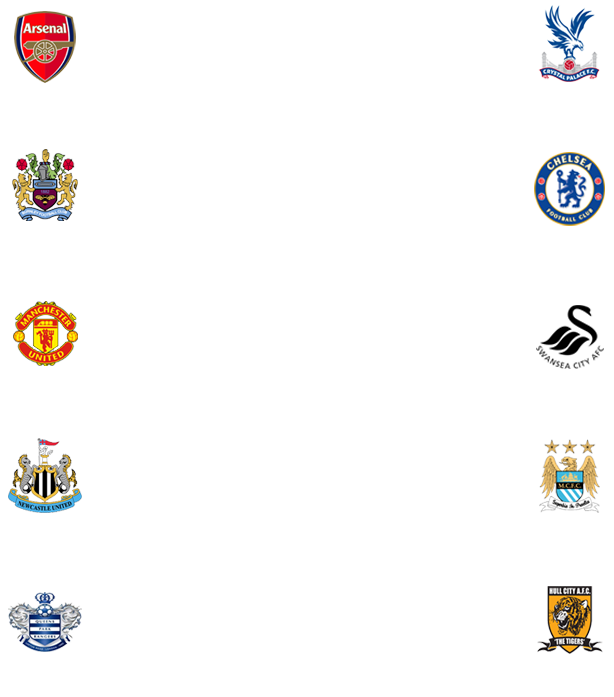 Arsenal
CRYSTAL PALACE F.C.
CHELSEA
FOOTBALL CLUB
MANCHESTER
UNITED
SWANSEA CITY AFC
NEWCASTLE UNITED
M.C.F.C.
Superbia In Proelia
QUEENS
PARK
RANGERS
HULL CITY A.F.C.
'THE TIGERS'